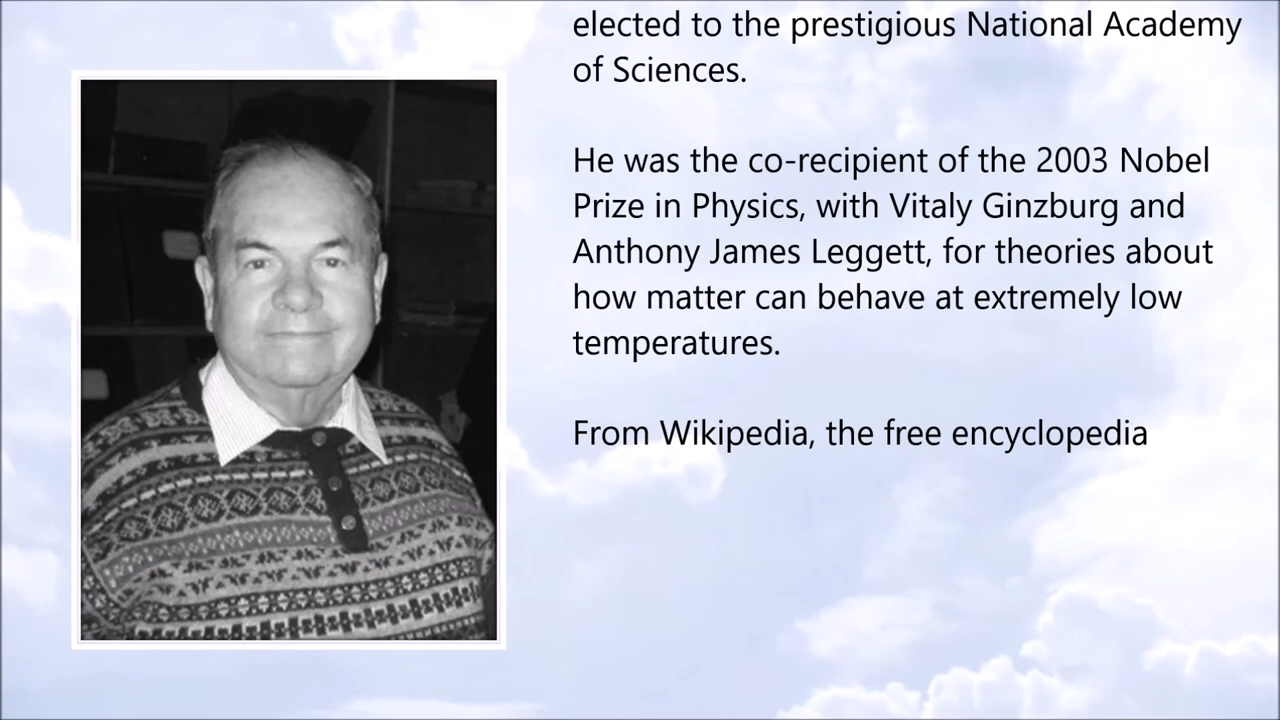 elected to the prestigious National Academy
of Sciences.
He was the co-recipient of the 2003 Nobel
Prize in Physics, with Vitaly Ginzburg and
Anthony James Leggett, for theories about
how matter can behave at extremely low
temperatures.
From Wikipedia, the free encyclopedia